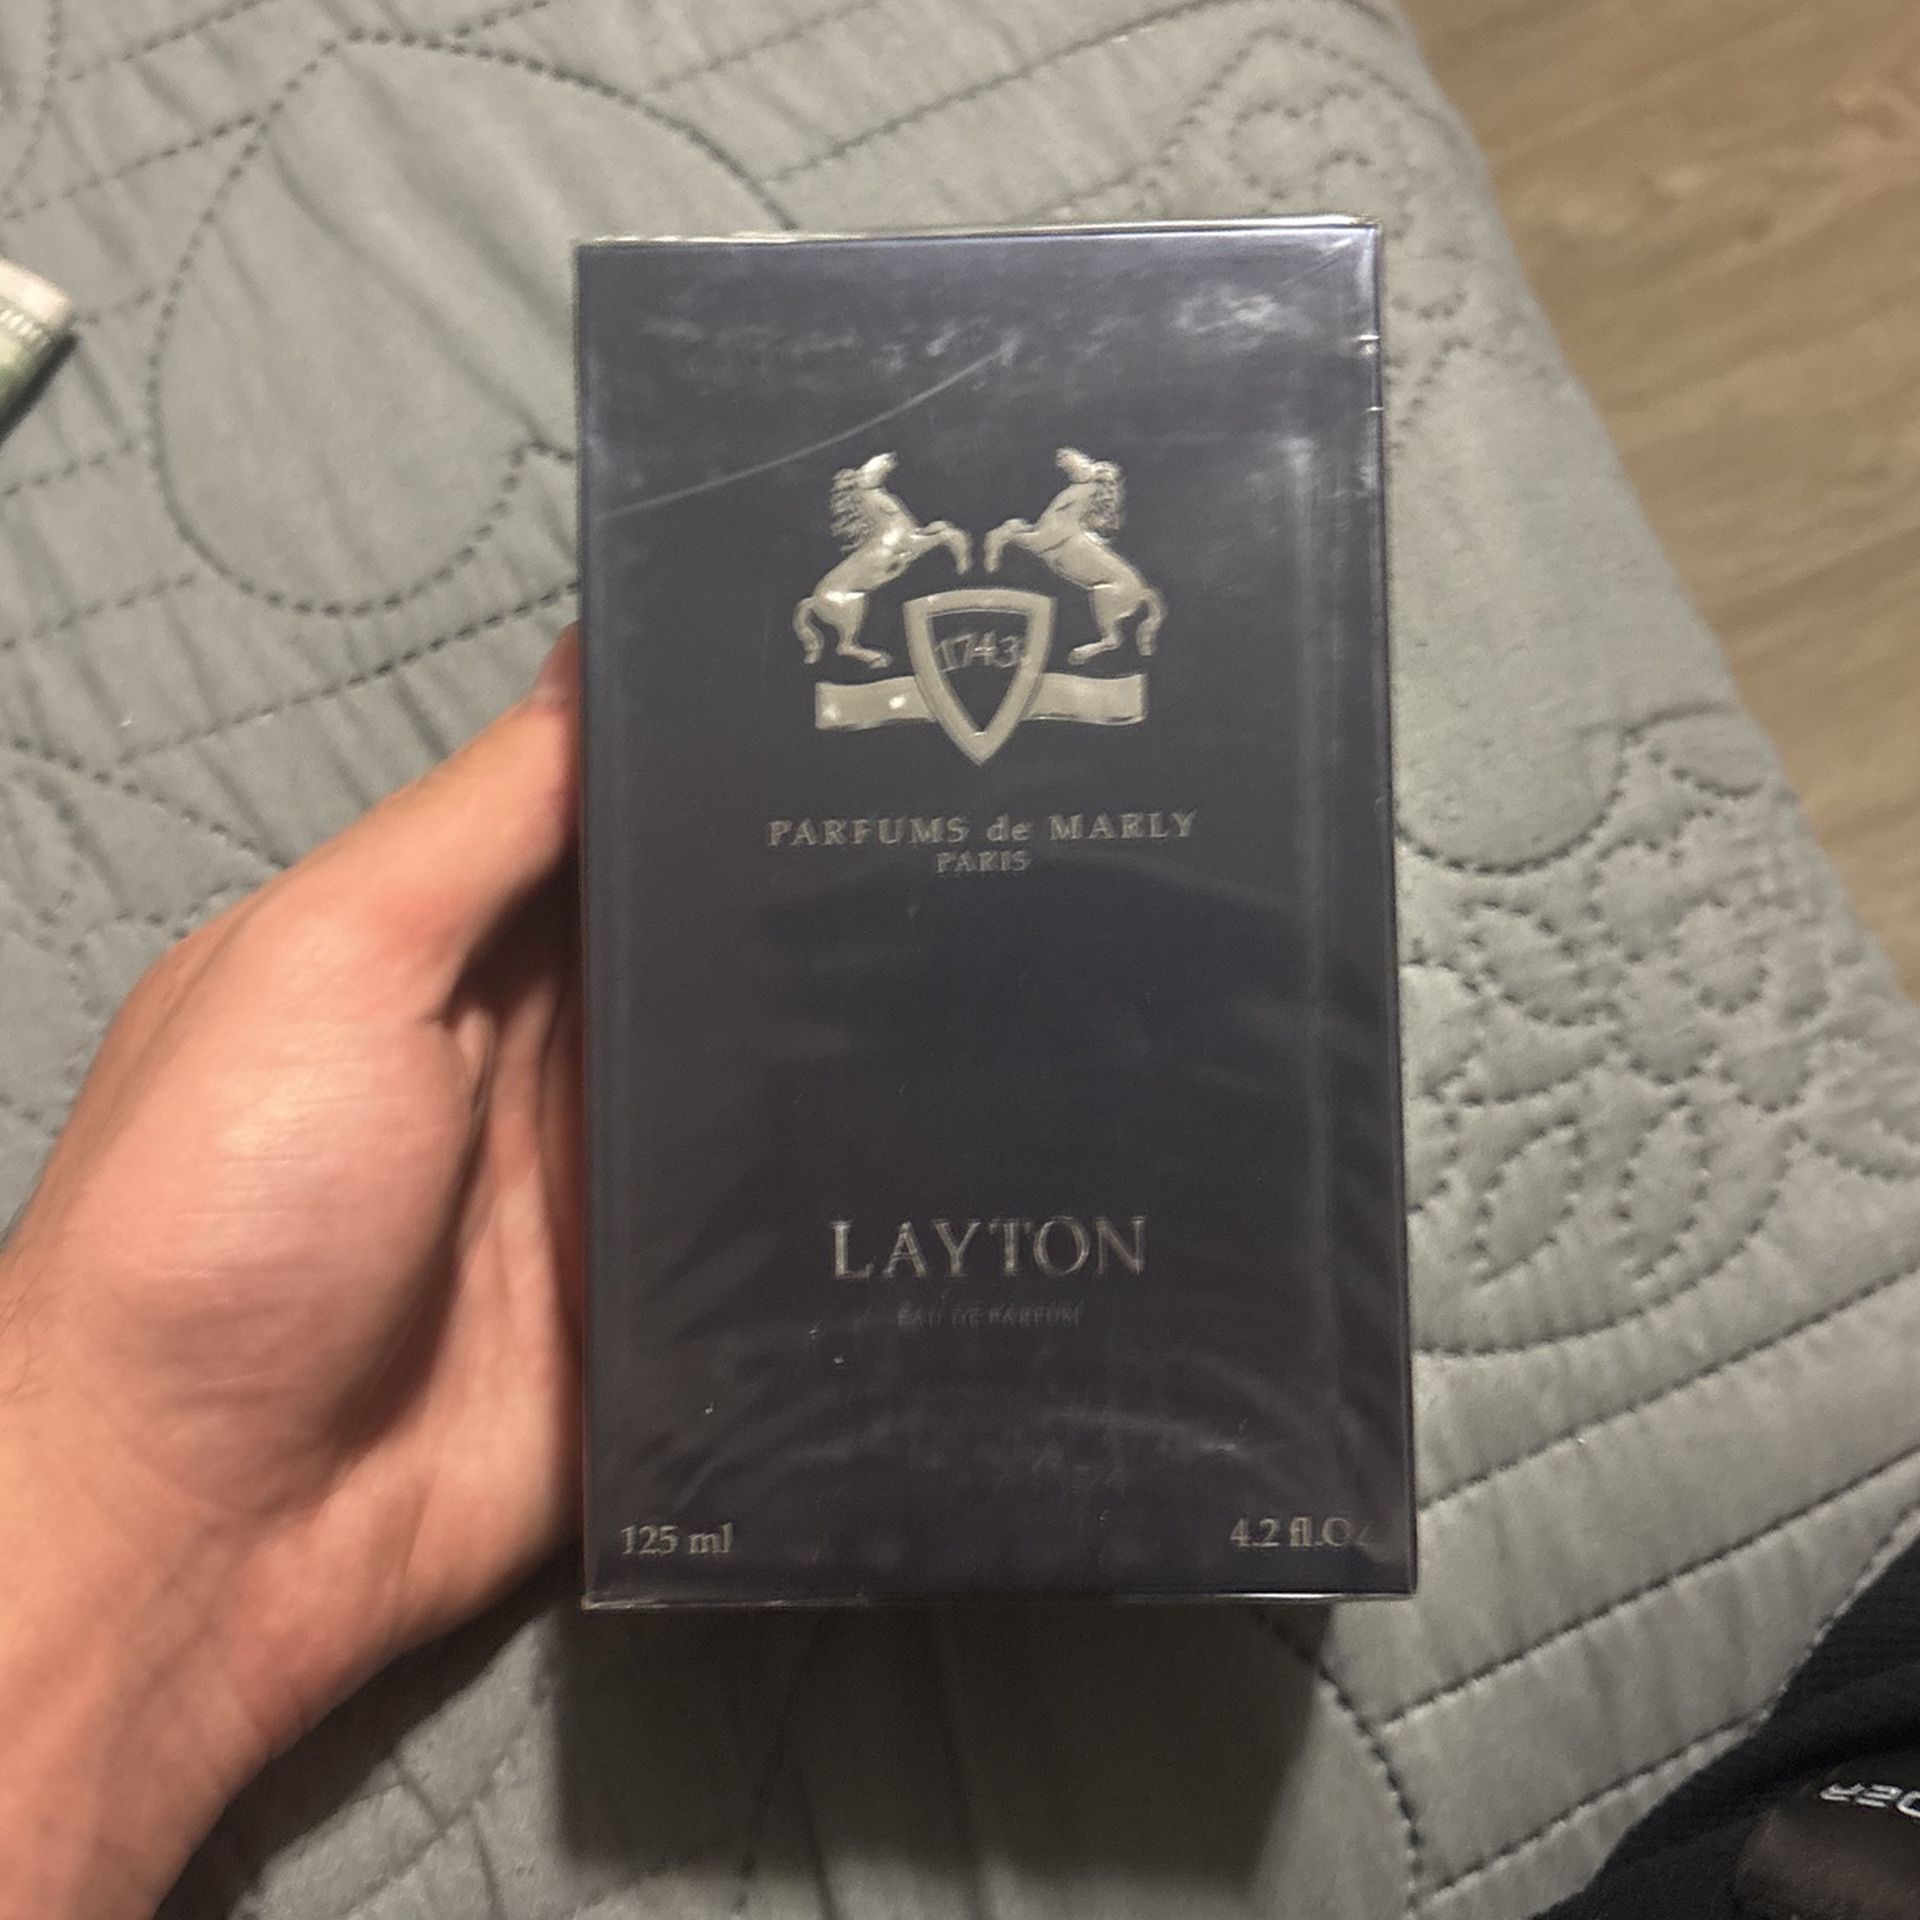 1743
PARFUMS de MARLY
PARIS
LAYTON
EAU DE PARFUM
125 ml
4.2 fl.Oz